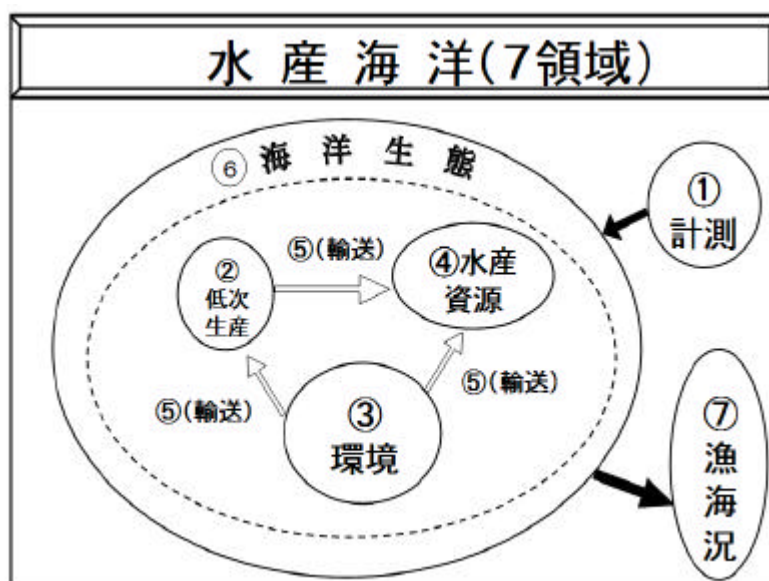 水産海洋(7領域)
⑥ 海洋生態
①
計測
⑤(輸送)
②
低次
生産
④水産
資源
⑤(輸送)
⑤(輸送)
③
環境
⑦
漁
海
況